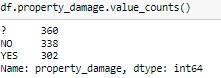 df.property_damage.value_counts()
? 360
NO 338
YES 302
Name: property_damage, dtype: int64